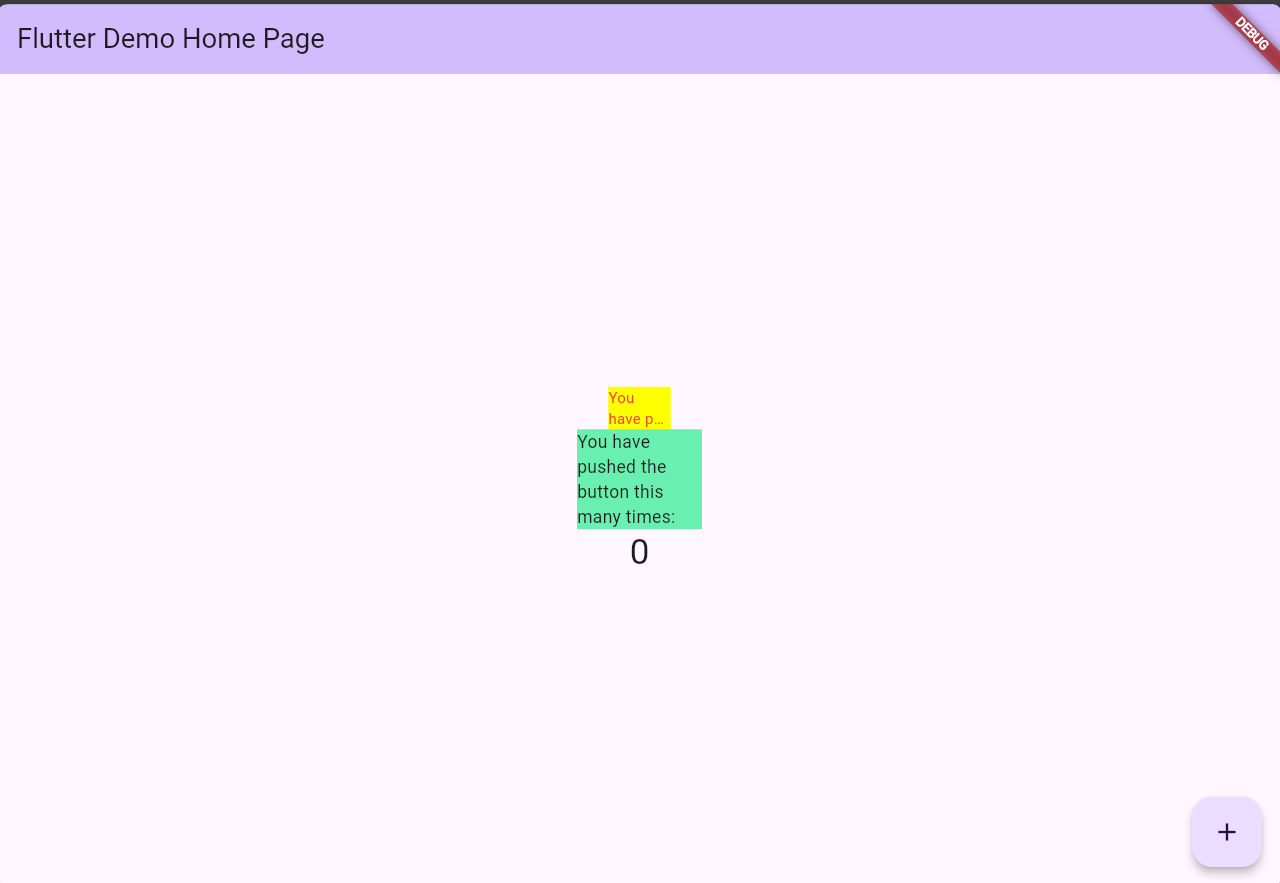 Flutter Demo Home Page
DEBUG
You
have p…
You have
pushed the
button this
many times:
0
+